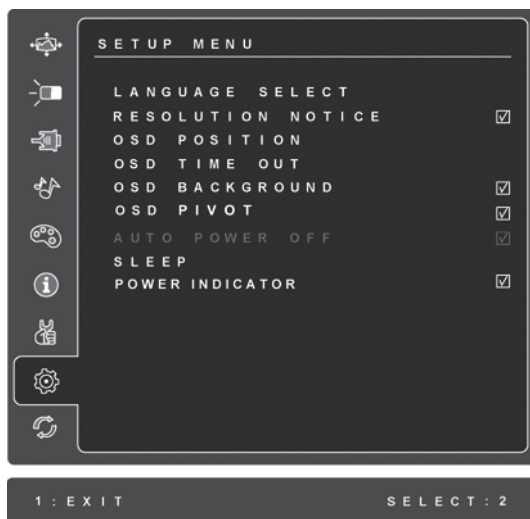 SETUP MENU
LANGUAGE SELECT
RESOLUTION NOTICE
OSD POSITION
OSD TIME OUT
OSD BACKGROUND
OSD PIVOT
AUTO POWER OFF
SLEEP
POWER INDICATOR
1:EXIT SELECT:2